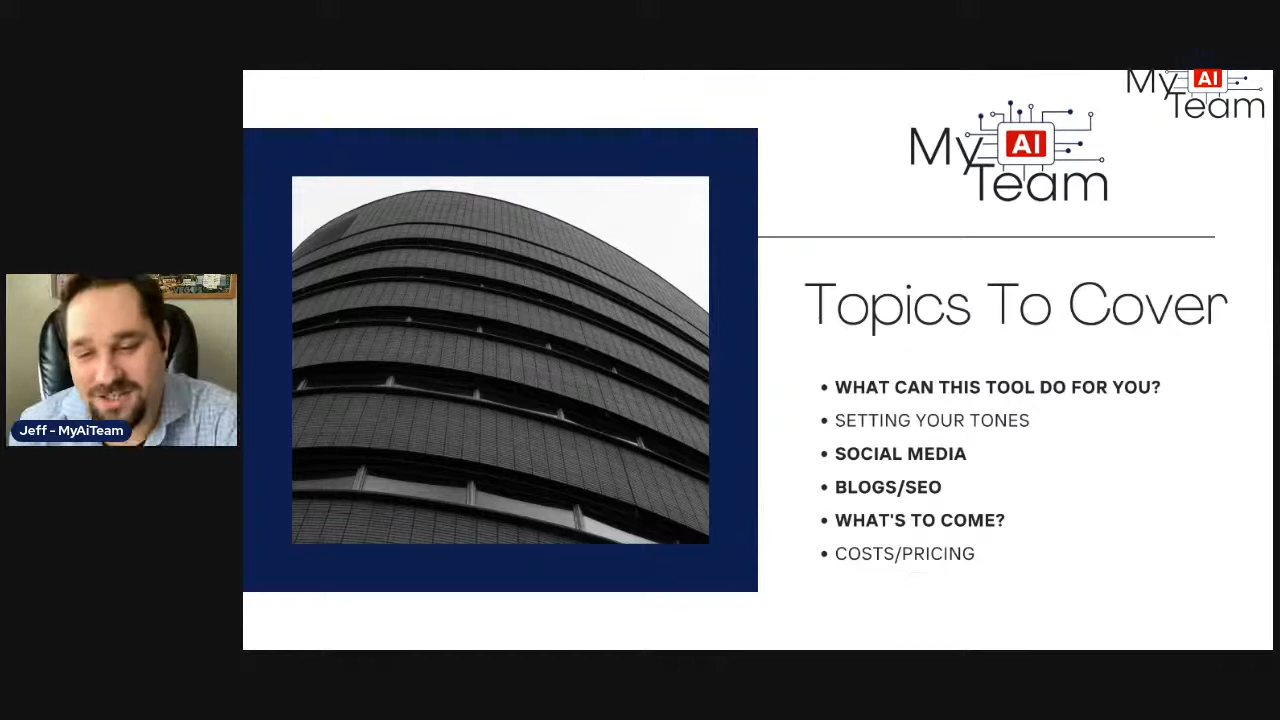 My AI
Team
My AI
Team
Topics To Cover
• WHAT CAN THIS TOOL DO FOR YOU?
• SETTING YOUR TONES
• SOCIAL MEDIA
• BLOGS/SEO
• WHAT'S TO COME?
• COSTS/PRICING
Jeff - MyAiTeam